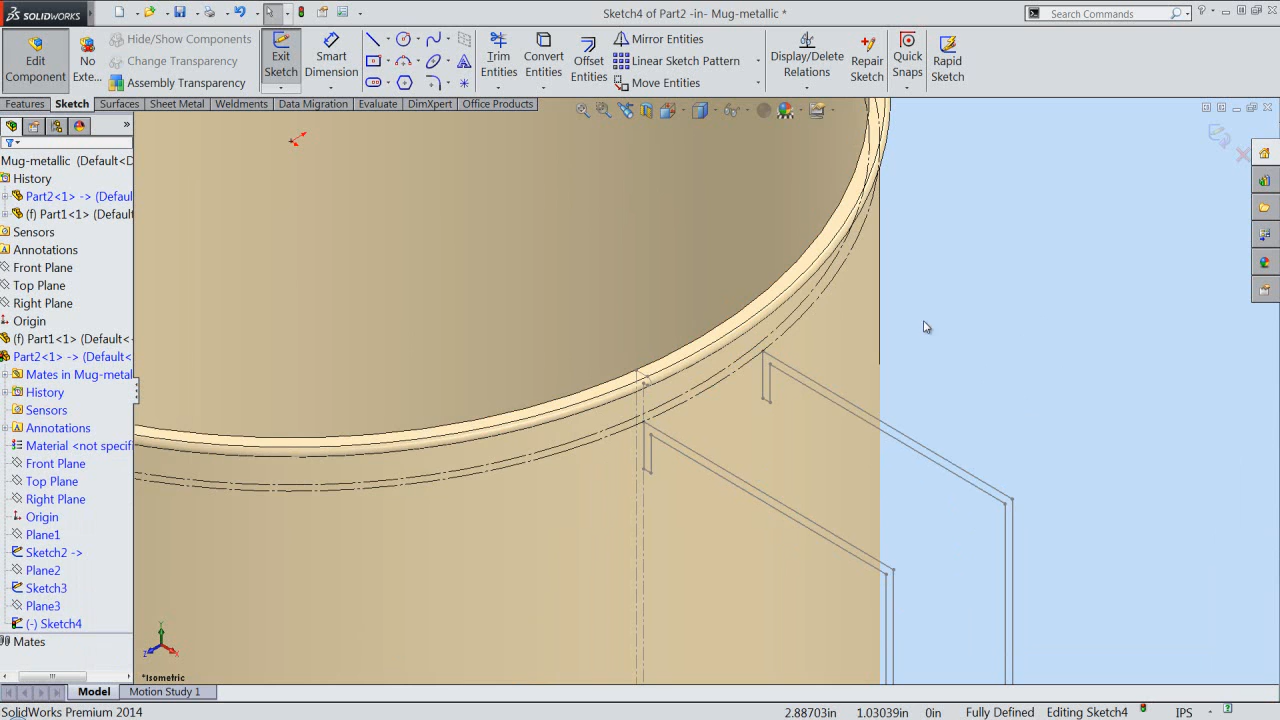 SOLIDWORKS
Sketch4 of Part2 -in- Mug-metallic *
Search Commands
Edit
Component
No
Exte...
Hide/Show Components
Change Transparency
Assembly Transparency
Exit
Sketch
Smart
Dimension
Trim
Entities
Convert
Entities
Offset
Entities
Mirror Entities
Linear Sketch Pattern
Move Entities
Display/Delete
Relations
Repair
Sketch
Quick
Snaps
Rapid
Sketch
Features
Sketch
Surfaces
Sheet Metal
Weldments
Data Migration
Evaluate
DimXpert
Office Products
Mug-metallic (Default<D
History
Part2<1> -> (Defaul
(f) Part1<1> (Default
Sensors
Annotations
Front Plane
Top Plane
Right Plane
Origin
(f) Part1<1> (Default
Part2<1> -> (Default<
Mates in Mug-metal
History
Sensors
Annotations
Material <not specif
Front Plane
Top Plane
Right Plane
Origin
Plane1
Sketch2 ->
Plane2
Sketch3
Plane3
(-) Sketch4
Mates
Y
X
Z
*Isometric
Model
Motion Study 1
SolidWorks Premium 2014
2.88703in
1.03039in
0in
Fully Defined
Editing Sketch4
IPS